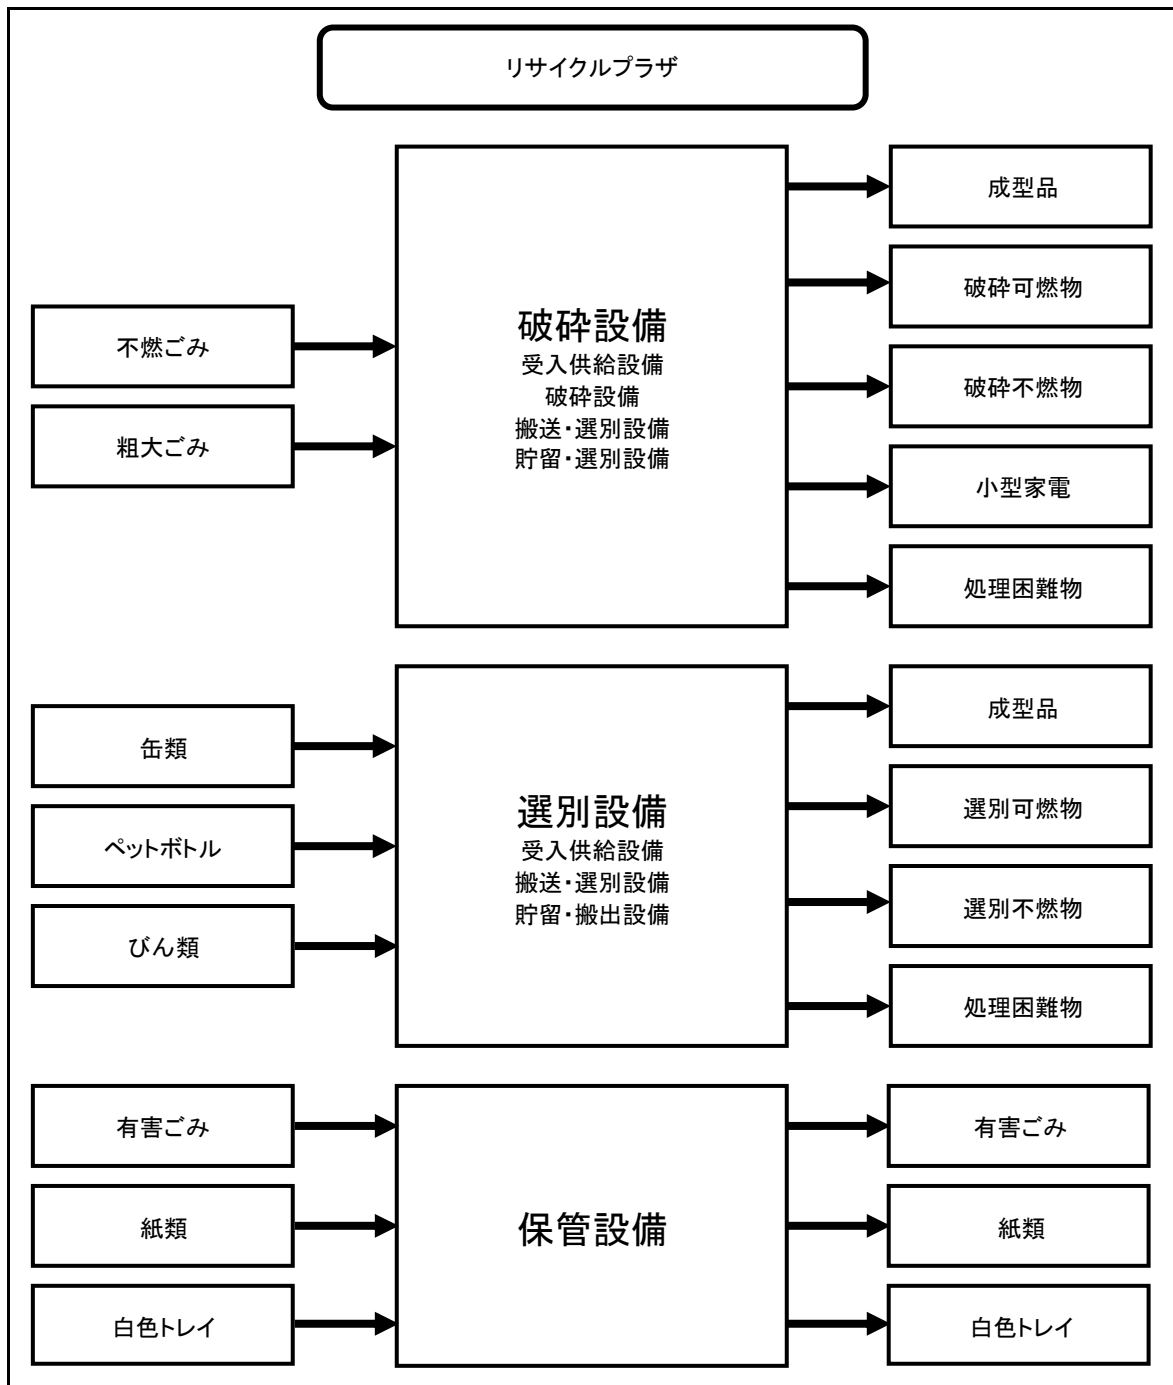 リサイクルプラザ
不燃ごみ
粗大ごみ
破砕設備
受入供給設備
破砕設備
搬送・選別設備
貯留・選別設備
成型品
破砕可燃物
破砕不燃物
小型家電
処理困難物
缶類
ペットボトル
びん類
選別設備
受入供給設備
搬送・選別設備
貯留・搬出設備
成型品
選別可燃物
選別不燃物
処理困難物
有害ごみ
紙類
白色トレイ
保管設備
有害ごみ
紙類
白色トレイ